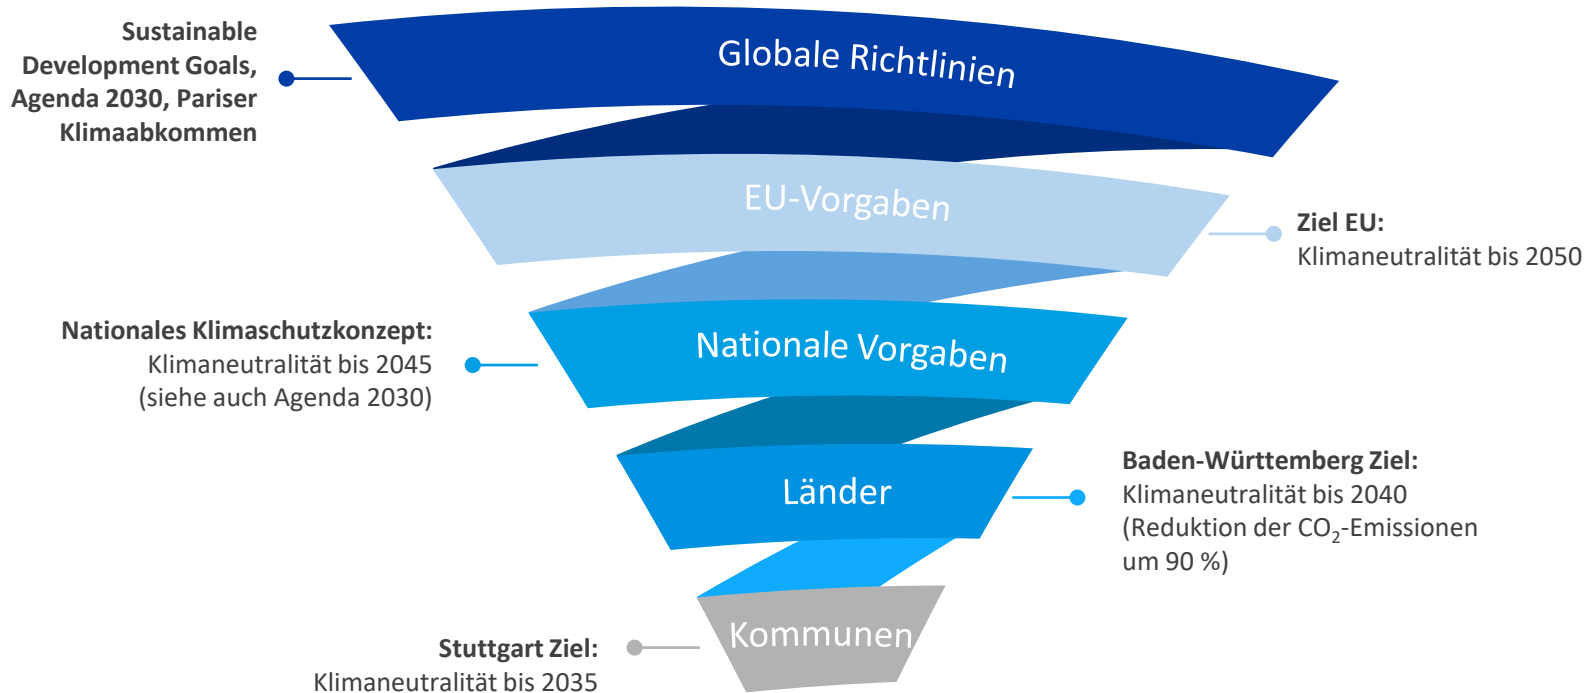 Sustainable
Development Goals,
Agenda 2030, Pariser
Klimaabkommen
Globale Richtlinien
EU-Vorgaben
Ziel EU:
Klimaneutralität bis 2050
Nationales Klimaschutzkonzept:
Klimaneutralität bis 2045
(siehe auch Agenda 2030)
Nationale Vorgaben
Länder
Baden-Württemberg Ziel:
Klimaneutralität bis 2040
(Reduktion der CO₂-Emissionen
um 90 %)
Kommunen
Stuttgart Ziel:
Klimaneutralität bis 2035